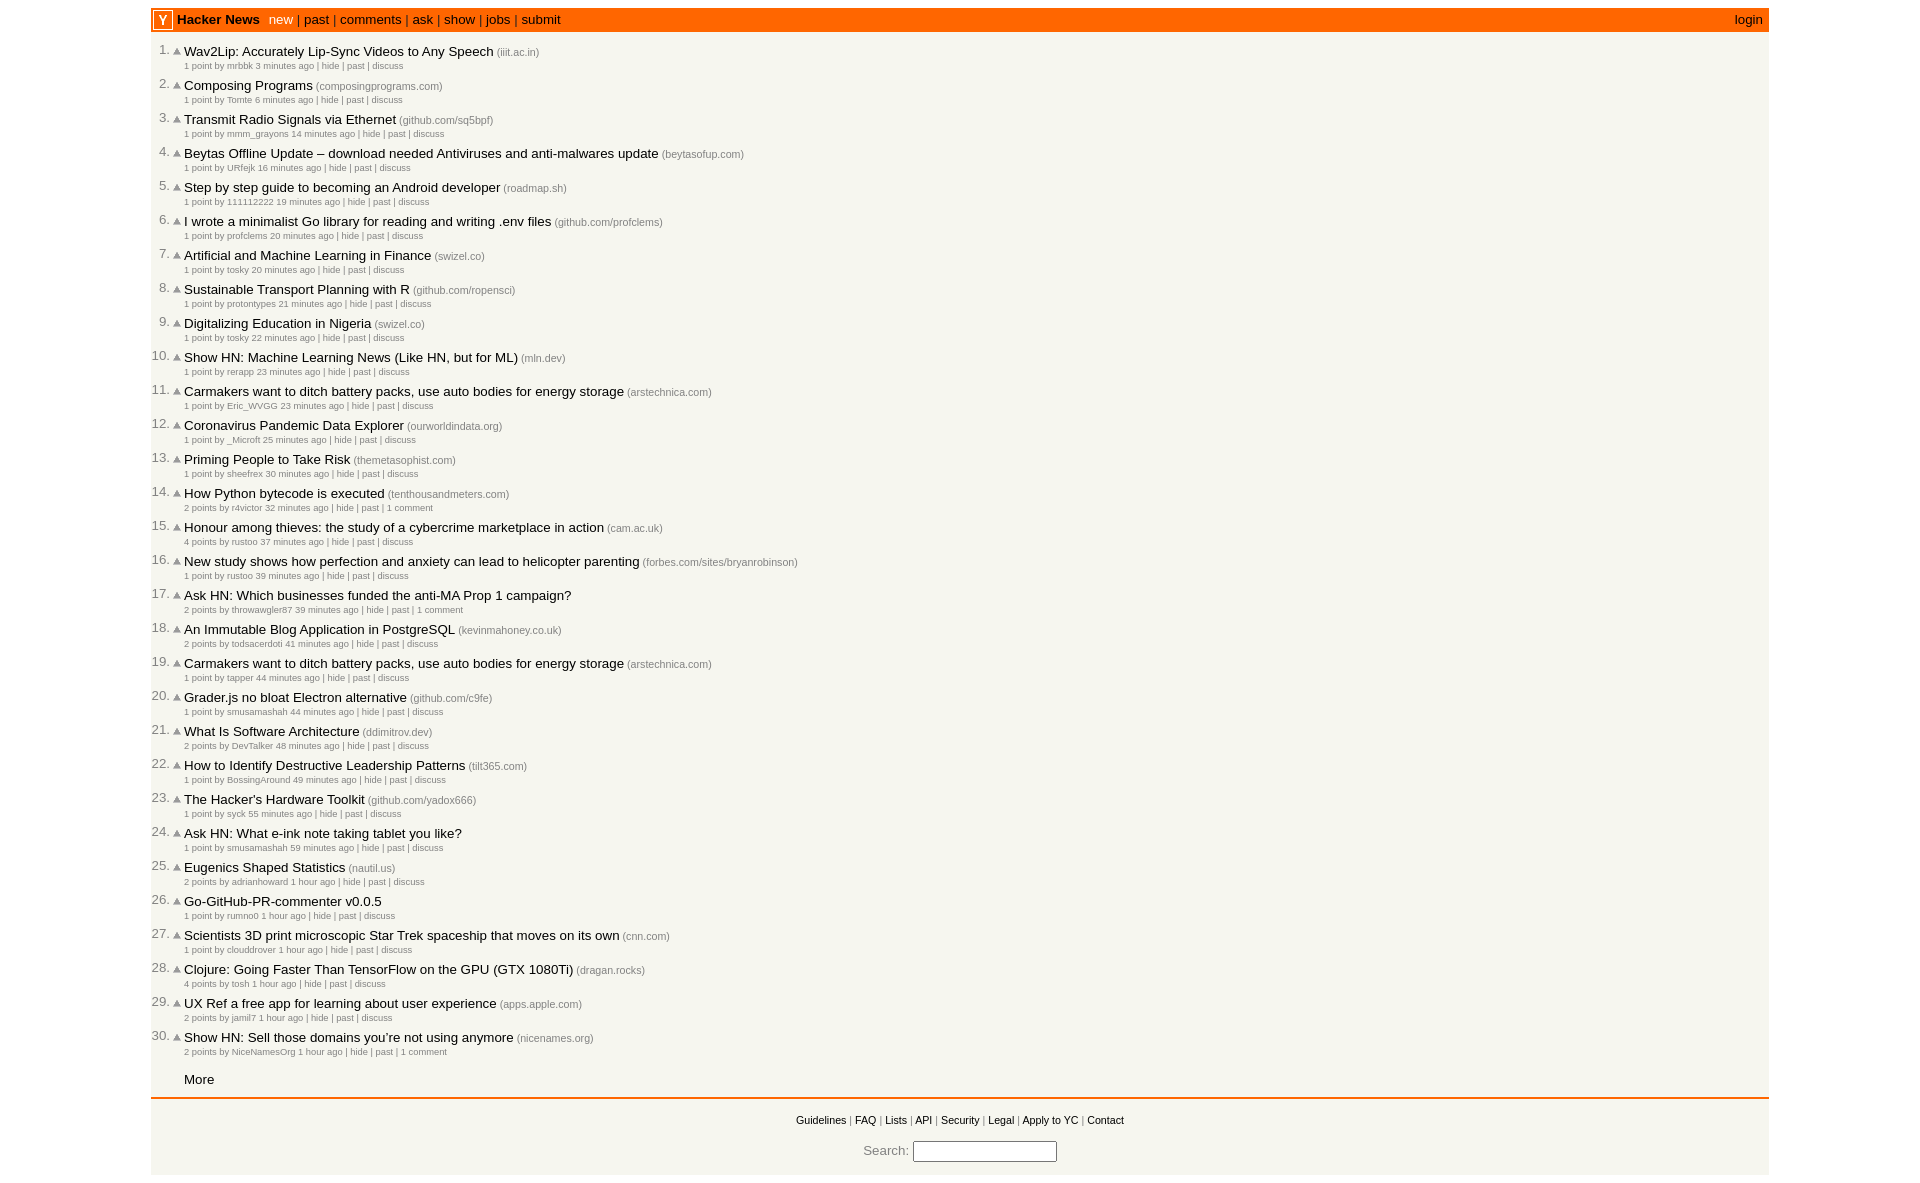 Y Hacker News new | past | comments | ask | show | jobs | submit login
1. Wav2Lip: Accurately Lip-Sync Videos to Any Speech (iiit.ac.in)
1 point by mrbbk 3 minutes ago | hide | past | discuss
2. Composing Programs (composingprograms.com)
1 point by Tomte 6 minutes ago | hide | past | discuss
3. Transmit Radio Signals via Ethernet (github.com/sq5bpf)
1 point by mmm_grayons 14 minutes ago | hide | past | discuss
4. Beytas Offline Update – download needed Antiviruses and anti-malwares update (beytasofup.com)
1 point by URfejk 16 minutes ago | hide | past | discuss
5. Step by step guide to becoming an Android developer (roadmap.sh)
1 point by 111112222 19 minutes ago | hide | past | discuss
6. I wrote a minimalist Go library for reading and writing .env files (github.com/profclems)
1 point by profclems 20 minutes ago | hide | past | discuss
7. Artificial and Machine Learning in Finance (swizel.co)
1 point by tosky 20 minutes ago | hide | past | discuss
8. Sustainable Transport Planning with R (github.com/ropensci)
1 point by protontypes 21 minutes ago | hide | past | discuss
9. Digitalizing Education in Nigeria (swizel.co)
1 point by tosky 22 minutes ago | hide | past | discuss
10. Show HN: Machine Learning News (Like HN, but for ML) (mln.dev)
1 point by rerapp 23 minutes ago | hide | past | discuss
11. Carmakers want to ditch battery packs, use auto bodies for energy storage (arstechnica.com)
1 point by Eric_WVGG 23 minutes ago | hide | past | discuss
12. Coronavirus Pandemic Data Explorer (ourworldindata.org)
1 point by _Microft 25 minutes ago | hide | past | discuss
13. Priming People to Take Risk (themetasophist.com)
1 point by sheefrex 30 minutes ago | hide | past | discuss
14. How Python bytecode is executed (tenthousandmeters.com)
2 points by r4victor 32 minutes ago | hide | past | 1 comment
15. Honour among thieves: the study of a cybercrime marketplace in action (cam.ac.uk)
4 points by rustoo 37 minutes ago | hide | past | discuss
16. New study shows how perfection and anxiety can lead to helicopter parenting (forbes.com/sites/bryanrobinson)
1 point by rustoo 39 minutes ago | hide | past | discuss
17. Ask HN: Which businesses funded the anti-MA Prop 1 campaign?
2 points by throwawgler87 39 minutes ago | hide | past | 1 comment
18. An Immutable Blog Application in PostgreSQL (kevinmahoney.co.uk)
2 points by todsacerdoti 41 minutes ago | hide | past | discuss
19. Carmakers want to ditch battery packs, use auto bodies for energy storage (arstechnica.com)
1 point by tapper 44 minutes ago | hide | past | discuss
20. Grader.js no bloat Electron alternative (github.com/c9fe)
1 point by smusamashah 44 minutes ago | hide | past | discuss
21. What Is Software Architecture (ddimitrov.dev)
2 points by DevTalker 48 minutes ago | hide | past | discuss
22. How to Identify Destructive Leadership Patterns (tilt365.com)
1 point by BossingAround 49 minutes ago | hide | past | discuss
23. The Hacker's Hardware Toolkit (github.com/yadox666)
1 point by syck 55 minutes ago | hide | past | discuss
24. Ask HN: What e-ink note taking tablet you like?
1 point by smusamashah 59 minutes ago | hide | past | discuss
25. Eugenics Shaped Statistics (nautil.us)
2 points by adrianhoward 1 hour ago | hide | past | discuss
26. Go-GitHub-PR-commenter v0.0.5
1 point by rumno0 1 hour ago | hide | past | discuss
27. Scientists 3D print microscopic Star Trek spaceship that moves on its own (cnn.com)
1 point by clouddrover 1 hour ago | hide | past | discuss
28. Clojure: Going Faster Than TensorFlow on the GPU (GTX 1080Ti) (dragan.rocks)
4 points by tosh 1 hour ago | hide | past | discuss
29. UX Ref a free app for learning about user experience (apps.apple.com)
2 points by jamil7 1 hour ago | hide | past | discuss
30. Show HN: Sell those domains you’re not using anymore (nicenames.org)
2 points by NiceNamesOrg 1 hour ago | hide | past | 1 comment
More
Guidelines | FAQ | Lists | API | Security | Legal | Apply to YC | Contact
Search: